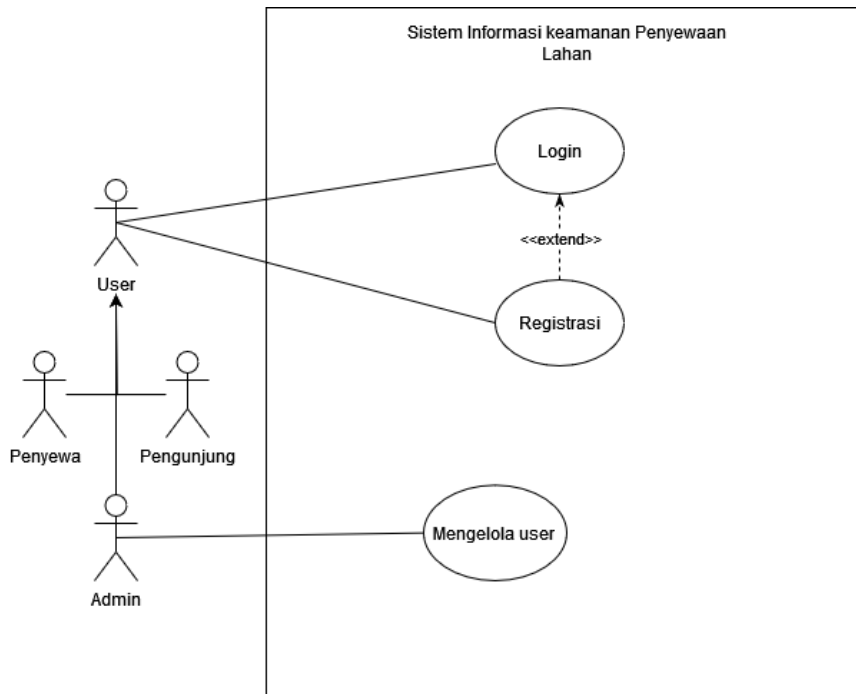 Sistem Informasi keamanan Penyewaan
Lahan
Login
<<extend>>
User
Registrasi
Penyewa
Pengunjung
Mengelola user
Admin